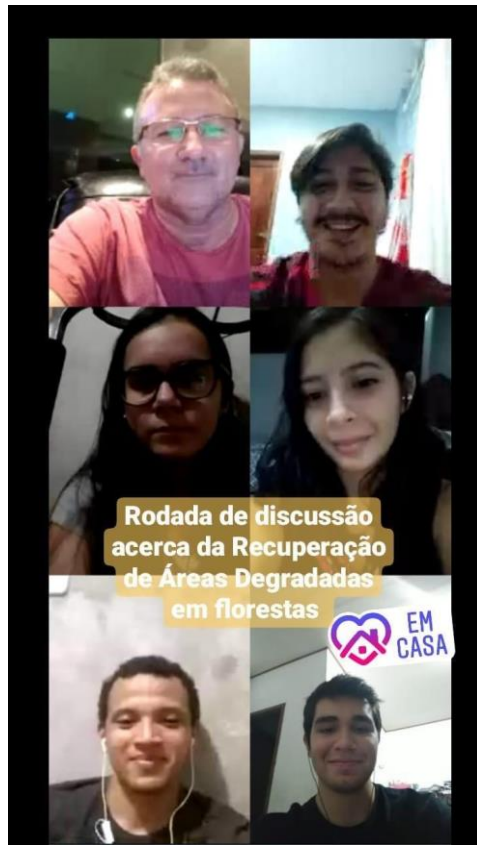 Rodada de discussão
acerca da Recuperação
de Áreas Degradadas
em florestas
EM
CASA